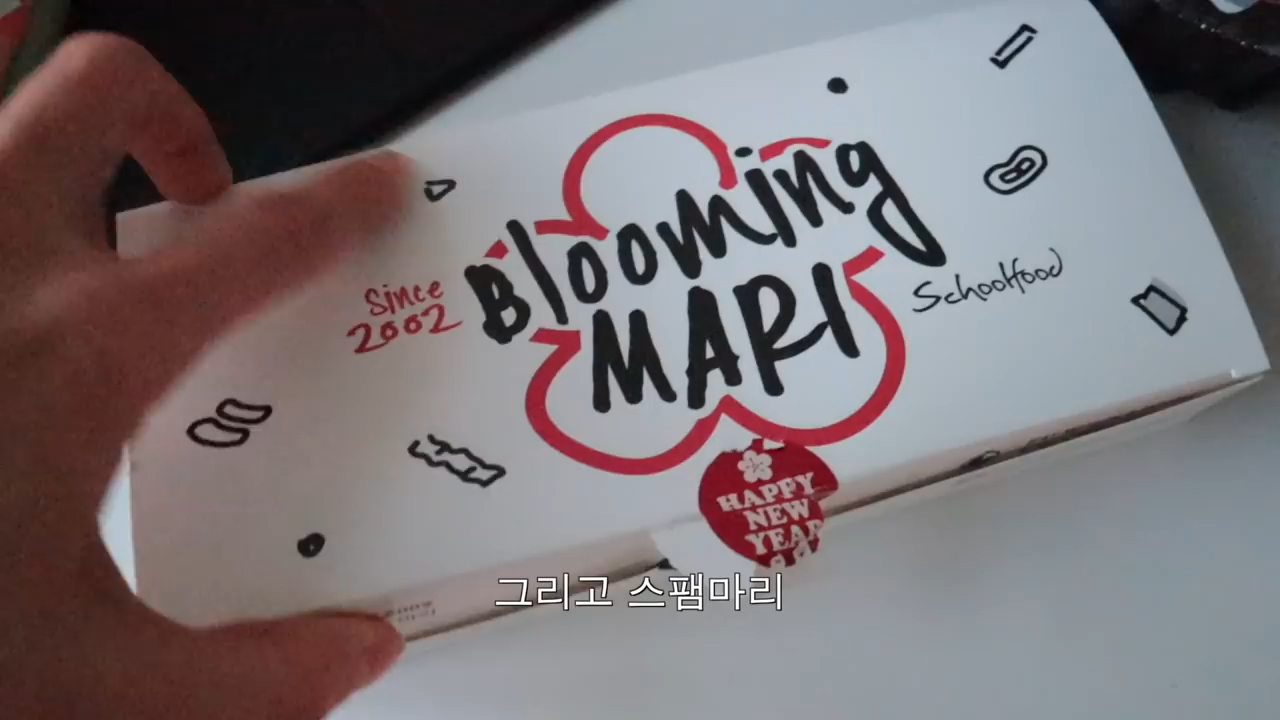 Blooming
MARI
Since
2002
Schoolfood
HAPPY
NEW
YEAR
그리고 스팸마리